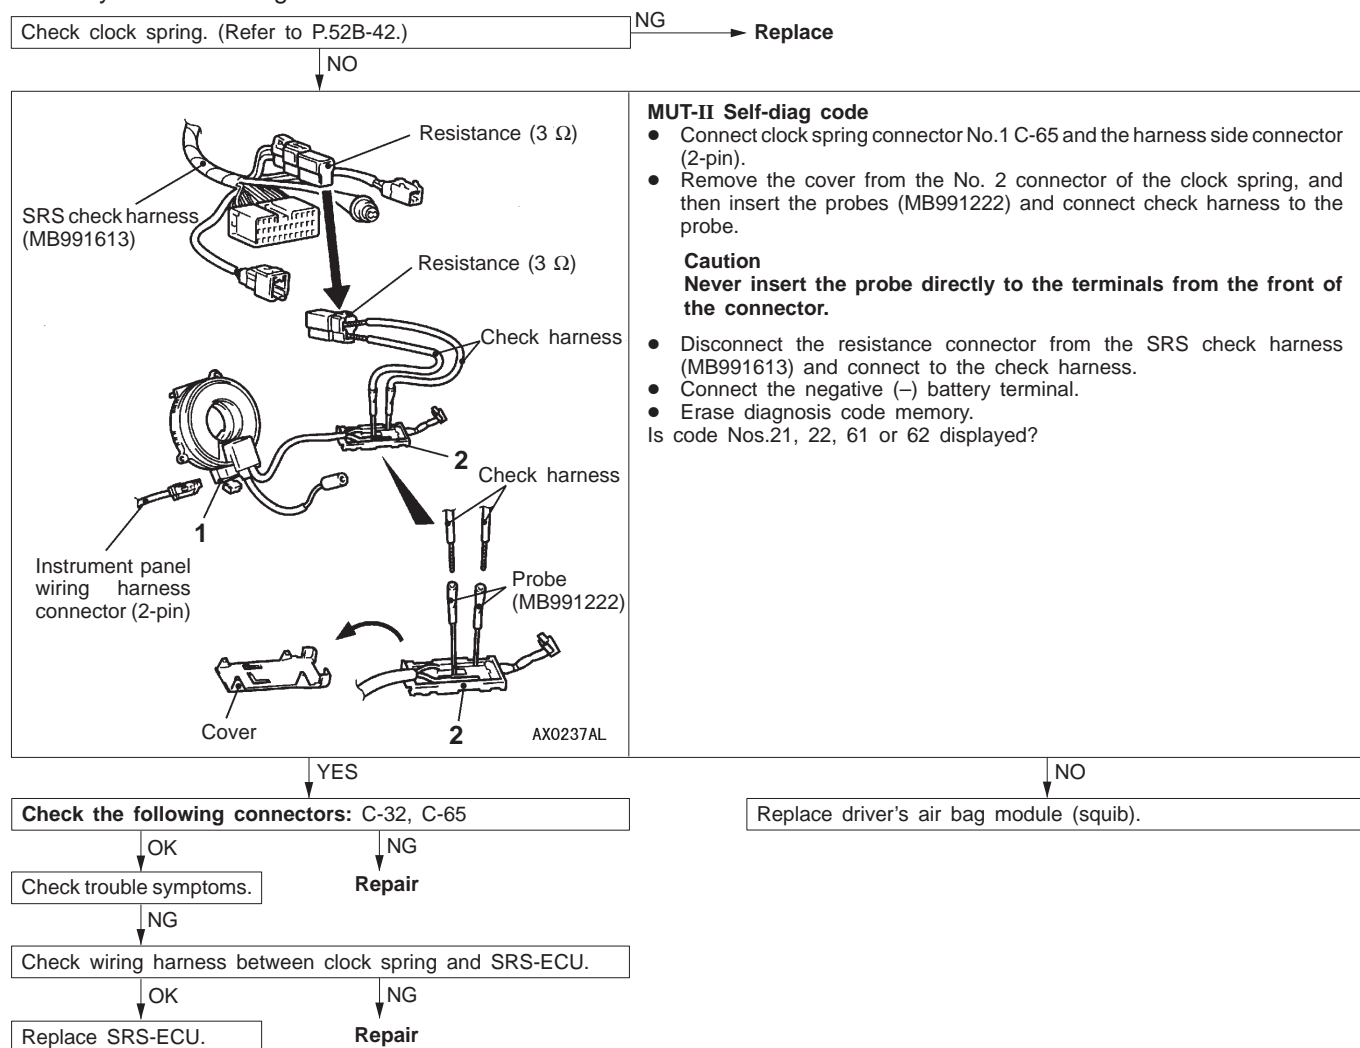 Check clock spring. (Refer to P.52B-42.)
NG
Replace
NO
Resistance (3 Ω)
SRS check harness
(MB991613)
Resistance (3 Ω)
Check harness
2
Check harness
1
Instrument panel
wiring harness
connector (2-pin)
Probe
(MB991222)
Cover
2
AX0237AL
MUT-II Self-diag code
● Connect clock spring connector No.1 C-65 and the harness side connector
(2-pin).
● Remove the cover from the No. 2 connector of the clock spring, and
then insert the probes (MB991222) and connect check harness to the
probe.
Caution
Never insert the probe directly to the terminals from the front of
the connector.
● Disconnect the resistance connector from the SRS check harness
(MB991613) and connect to the check harness.
● Connect the negative (–) battery terminal.
● Erase diagnosis code memory.
Is code Nos.21, 22, 61 or 62 displayed?
YES
NO
Check the following connectors: C-32, C-65
Replace driver's air bag module (squib).
OK
NG
Check trouble symptoms.
Repair
NG
Check wiring harness between clock spring and SRS-ECU.
OK
NG
Replace SRS-ECU.
Repair